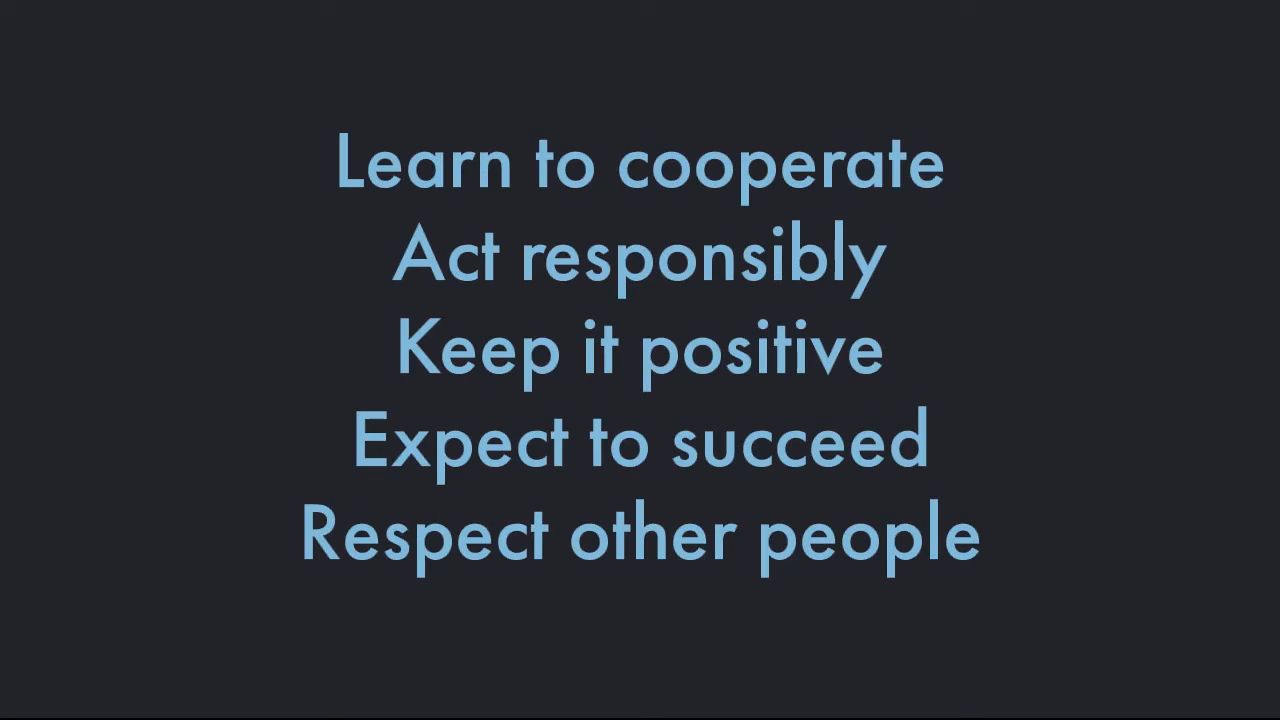 Learn to cooperate
Act responsibly
Keep it positive
Expect to succeed
Respect other people